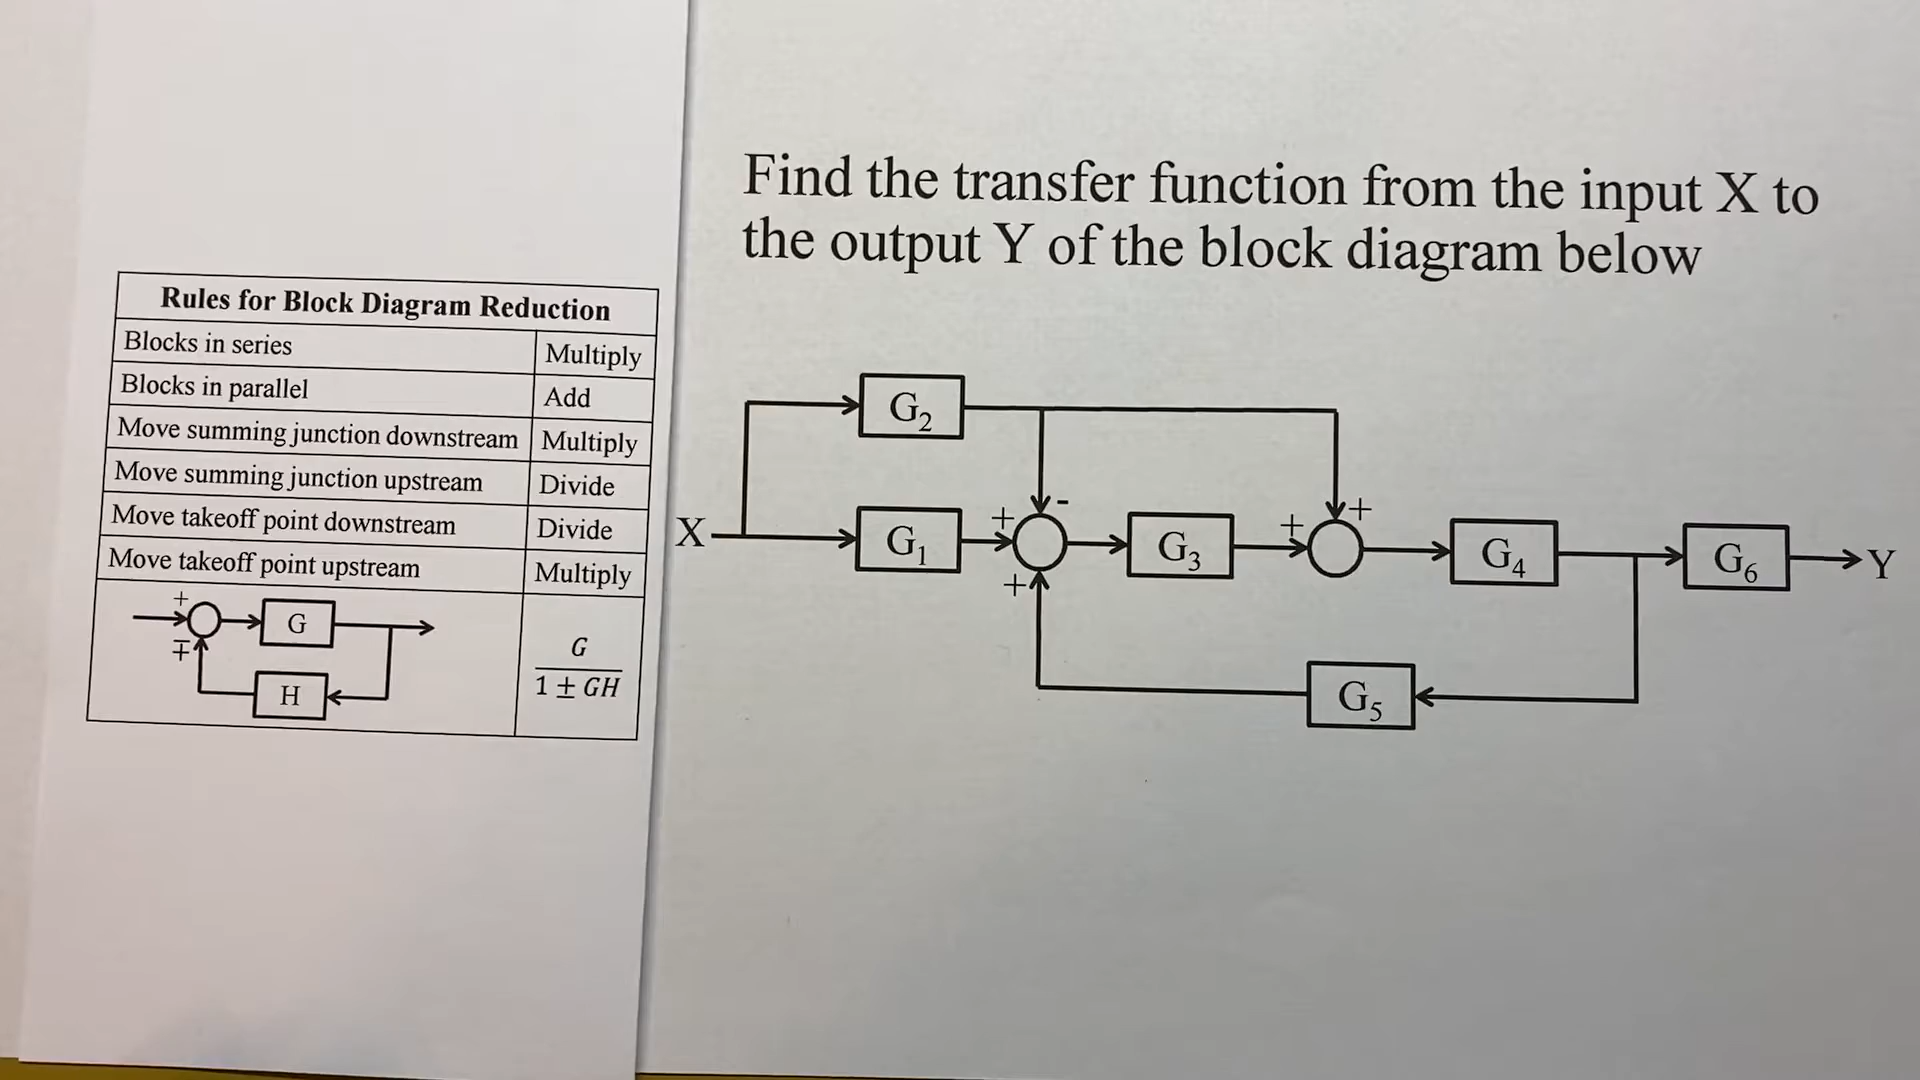 Find the transfer function from the input X to
the output Y of the block diagram below
Rules for Block Diagram Reduction
Blocks in series Multiply
Blocks in parallel Add
Move summing junction downstream Multiply
Move summing junction upstream Divide
Move takeoff point downstream Divide
Move takeoff point upstream Multiply
+
G
∓
H
G
1 ± GH
G₂
-
+
X
G₁
+
+
G₃
+
G₄
G₆
Y
G₅